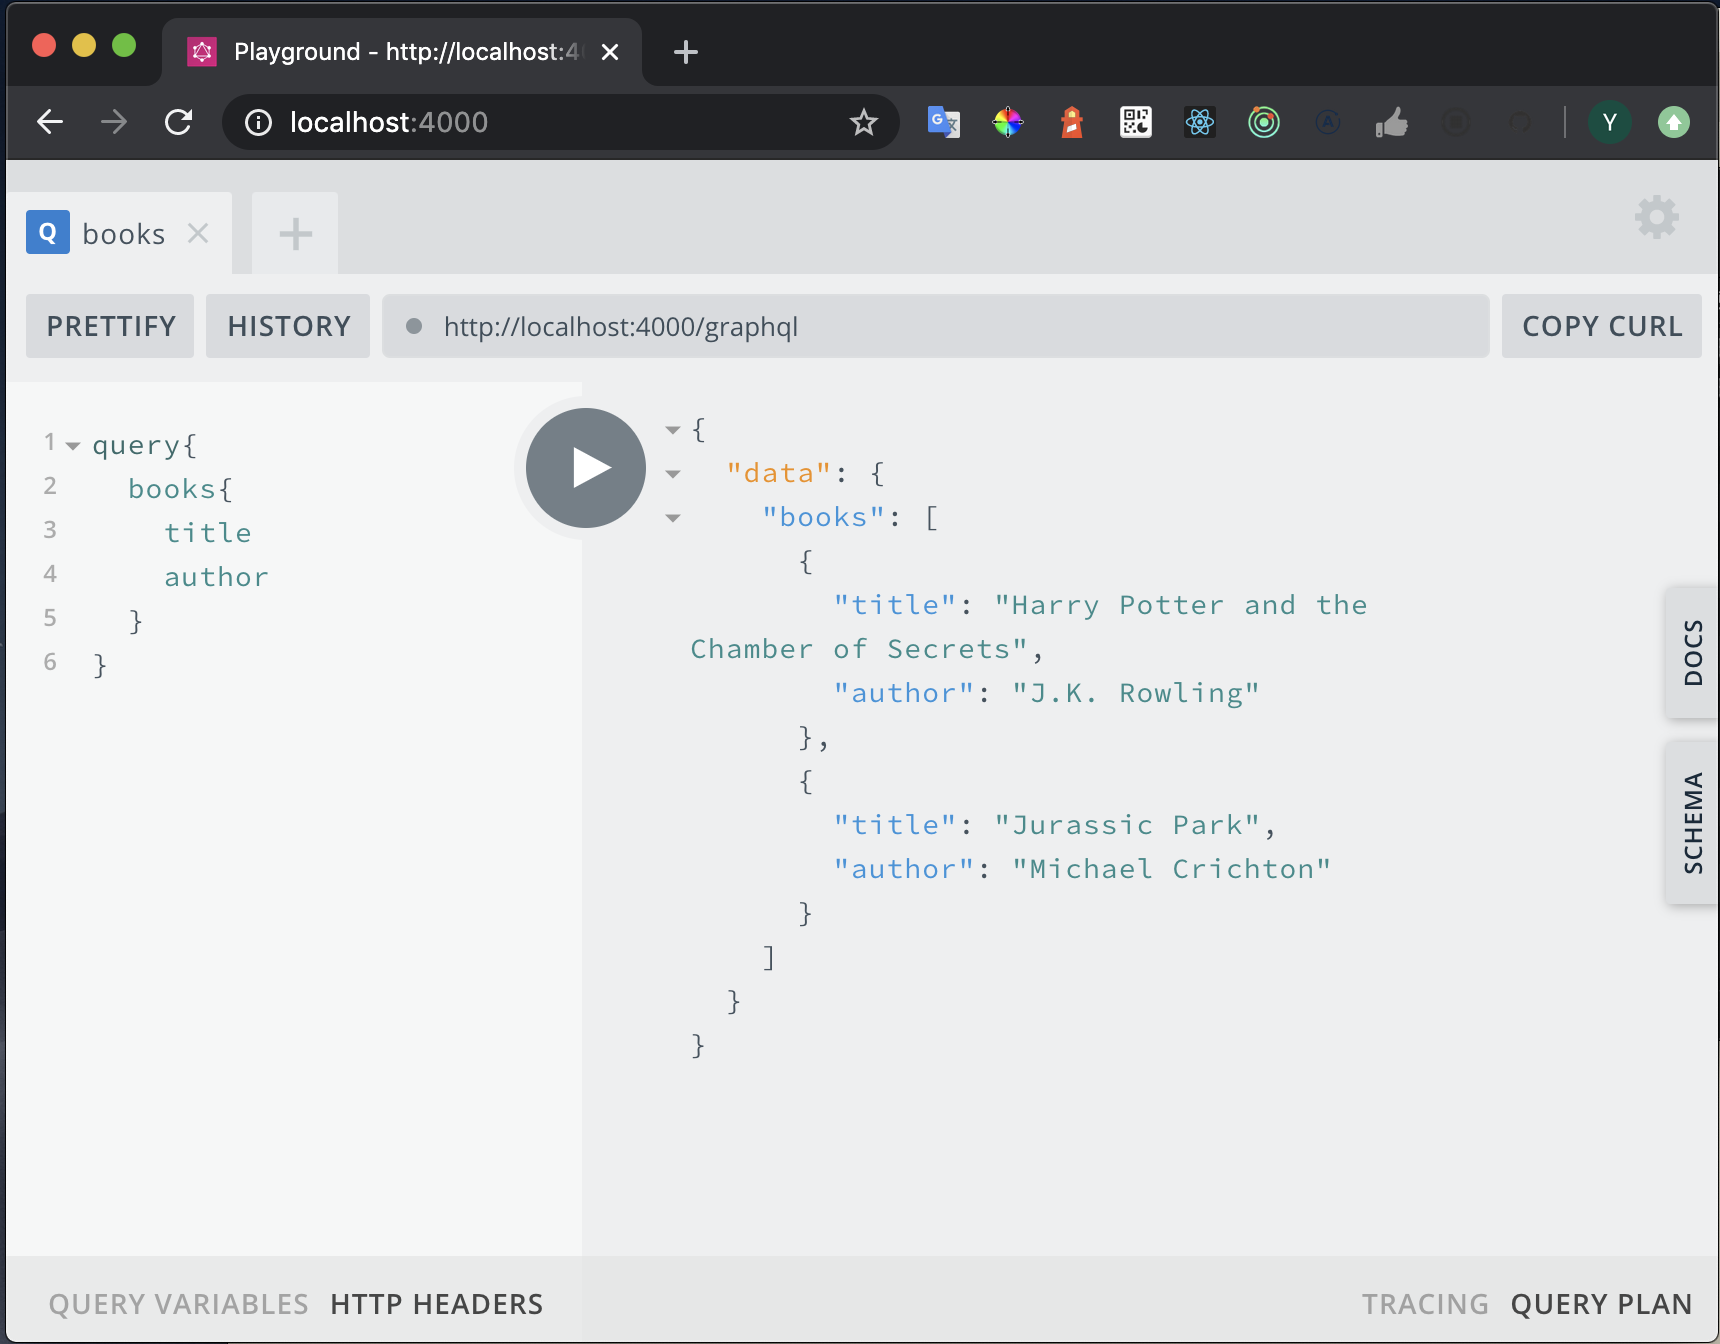 Playground - http://localhost:4
localhost:4000
Y
Q books
PRETTIFY HISTORY http://localhost:4000/graphql COPY CURL
1 query{
2 books{
3 title
4 author
5 }
6 }
{
"data": {
"books": [
{
"title": "Harry Potter and the
Chamber of Secrets",
"author": "J.K. Rowling"
},
{
"title": "Jurassic Park",
"author": "Michael Crichton"
}
]
}
}
DOCS
SCHEMA
QUERY VARIABLES HTTP HEADERS TRACING QUERY PLAN